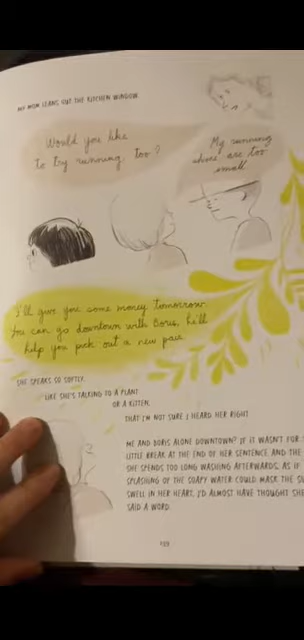 MY MOM LEANS OUT THE KITCHEN WINDOW
Would you like
to try running too?
My running
shoes are too
small
I'll give you some money tomorrow.
You can go downtown with Boris, he'll
help you pick out a new pair
SHE SPEAKS SO SOFTLY.
LIKE SHE'S TALKING TO A PLANT
OR A KITTEN.
THAT I'M NOT SURE I HEARD HER RIGHT
ME AND BORIS ALONE DOWNTOWN? IF IT WASN'T FOR
LITTLE BREAK AT THE END OF HER SENTENCE AND THE
SHE SPENDS TOO LONG WASHING AFTERWARDS, AS IF
SPLASHING OF THE SOAPY WATER COULD MASK THE
SWELL IN HER HEART, I'D ALMOST HAVE THOUGHT SHE
SAID A WORD.
139